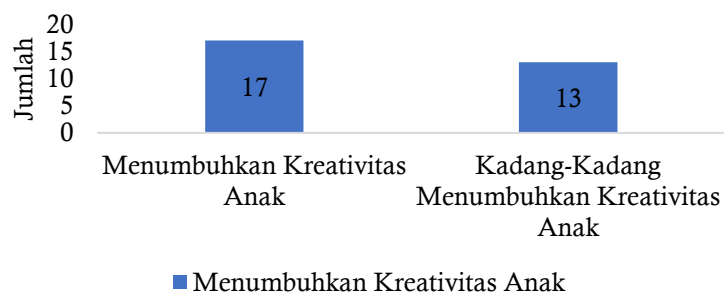 Jumlah
20
15
10
5
0
17
13
Menumbuhkan Kreativitas
Anak
Kadang-Kadang
Menumbuhkan Kreativitas
Anak
Menumbuhkan Kreativitas Anak